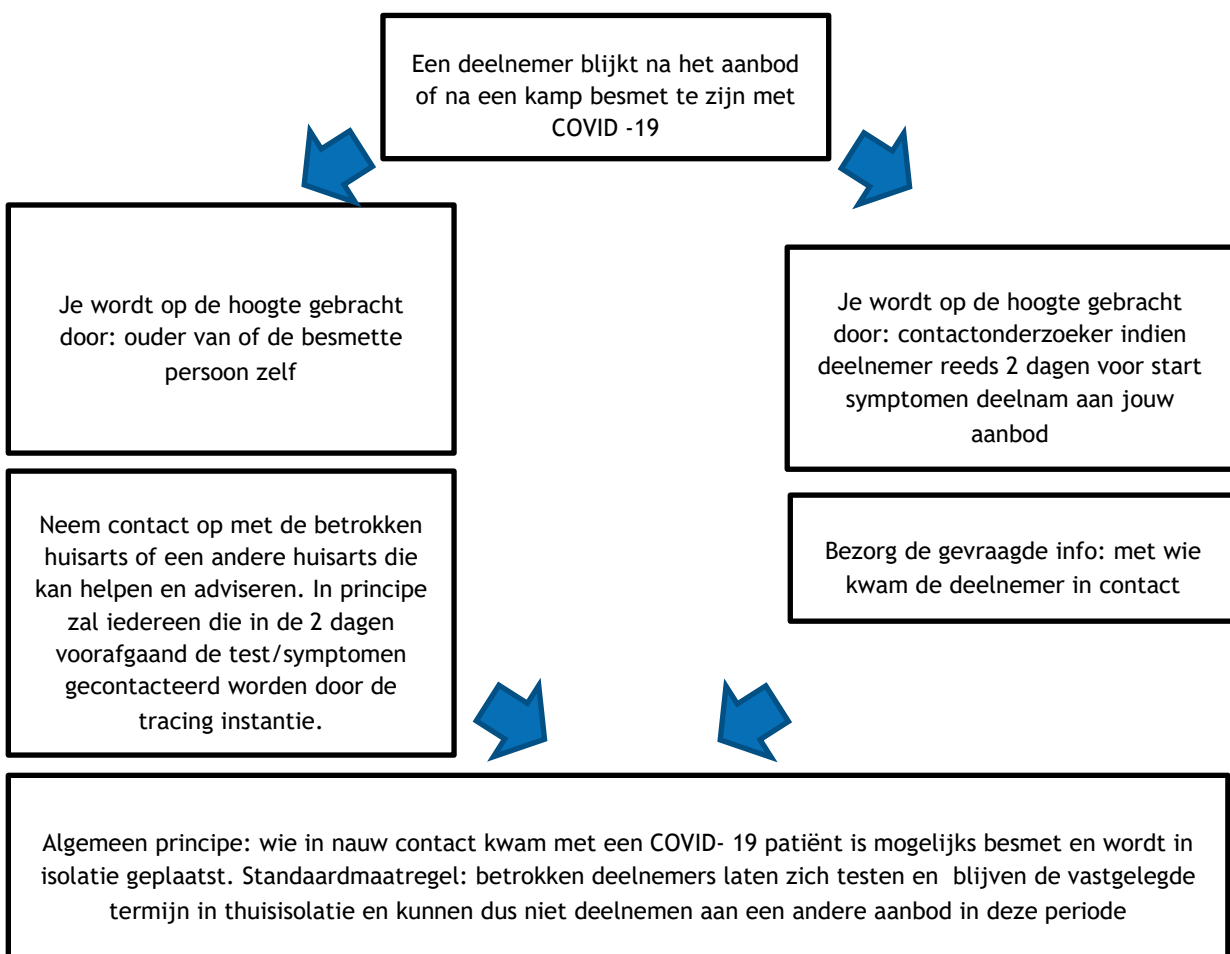 Een deelnemer blijkt na het aanbod
of na een kamp besmet te zijn met
COVID -19
Je wordt op de hoogte gebracht
door: ouder van of de besmette
persoon zelf
Je wordt op de hoogte gebracht
door: contactonderzoeker indien
deelnemer reeds 2 dagen voor start
symptomen deelnam aan jouw
aanbod
Neem contact op met de betrokken
huisarts of een andere huisarts die
kan helpen en adviseren. In principe
zal iedereen die in de 2 dagen
voorafgaand de test/symptomen
gecontacteerd worden door de
tracing instantie.
Bezorg de gevraagde info: met wie
kwam de deelnemer in contact
Algemeen principe: wie in nauw contact kwam met een COVID- 19 patiënt is mogelijks besmet en wordt in
isolatie geplaatst. Standaardmaatregel: betrokken deelnemers laten zich testen en  blijven de vastgelegde
termijn in thuisisolatie en kunnen dus niet deelnemen aan een andere aanbod in deze periode